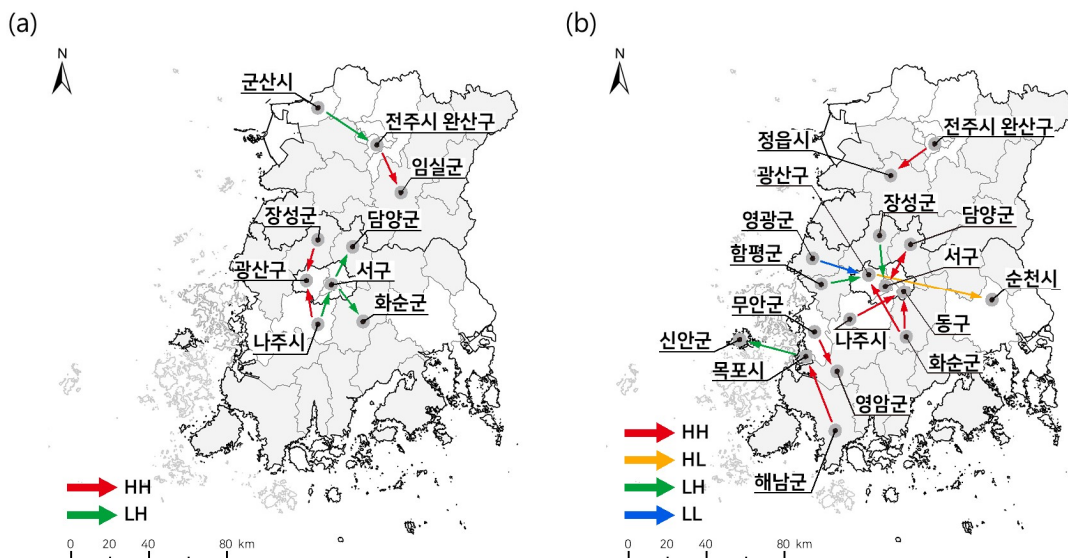 (a)
N
군산시
전주시 완산구
임실군
장성군
담양군
광산구
서구
화순군
나주시
HH
LH
0 20 40 80 km
(b)
N
전주시 완산구
정읍시
광산구
장성군
담양군
영광군
함평군
서구
순천시
무안군
동구
신안군
나주시
목포시
화순군
영암군
해남군
HH
HL
LH
LL
0 20 40 80 km